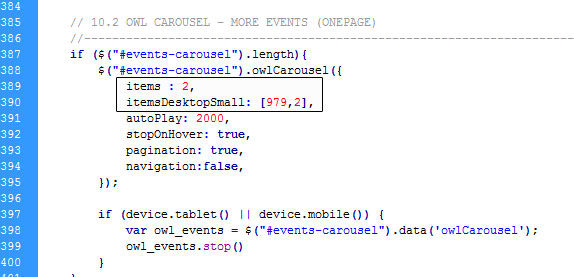 384
385 // 10.2 OWL CAROUSEL - MORE EVENTS (ONEPAGE)
386 //----------------------------------------------------------------------
387 if ($("#events-carousel").length){
388 $("#events-carousel").owlCarousel({
389 items : 2,
390 itemsDesktopSmall: [979,2],
391 autoPlay: 2000,
392 stopOnHover: true,
393 pagination: true,
394 navigation:false,
395 });
396
397 if (device.tablet() || device.mobile()) {
398 var owl_events = $("#events-carousel").data('owlCarousel');
399 owl_events.stop()
400 }